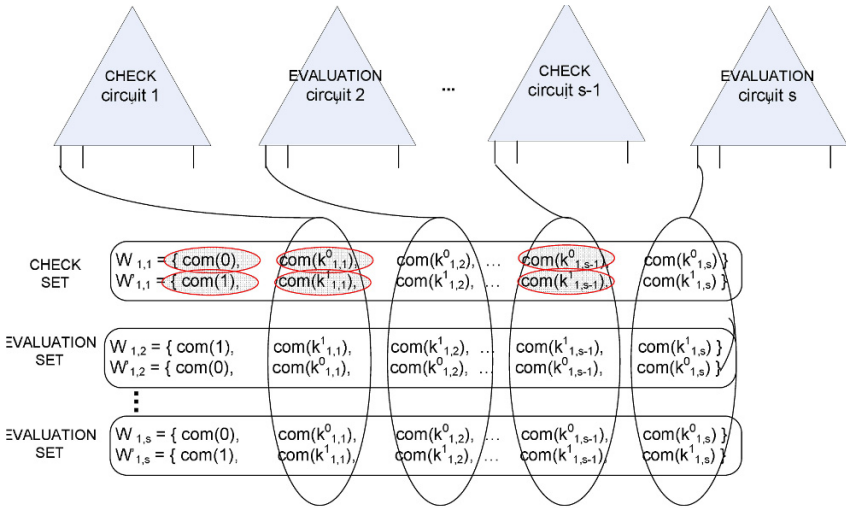 CHECK circuit 1
EVALUATION circuit 2
...
CHECK circuit s-1
EVALUATION circuit s
CHECK SET
W 1,1 = { com(0), com(k⁰1,1), com(k⁰1,2), … com(k⁰1,s-1), com(k⁰1,s) }
W'1,1 = { com(1), com(k¹1,1), com(k¹1,2), … com(k¹1,s-1), com(k¹1,s) }
EVALUATION SET
W 1,2 = { com(1), com(k¹1,1), com(k¹1,2), … com(k¹1,s-1), com(k¹1,s) }
W'1,2 = { com(0), com(k⁰1,1), com(k⁰1,2), … com(k⁰1,s-1), com(k⁰1,s) }
EVALUATION SET
W 1,s = { com(0), com(k⁰1,1), com(k⁰1,2), … com(k⁰1,s-1), com(k⁰1,s) }
W'1,s = { com(1), com(k¹1,1), com(k¹1,2), … com(k¹1,s-1), com(k¹1,s) }